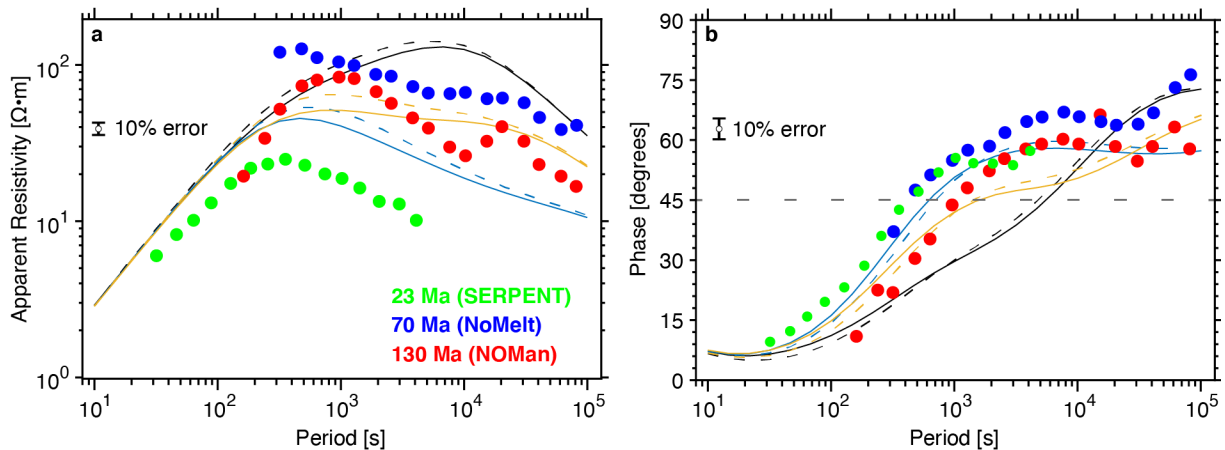 a
10²
10¹
10⁰
Apparent Resistivity [Ω•m]
10% error
23 Ma (SERPENT)
70 Ma (NoMelt)
130 Ma (NOMan)
10¹ 10² 10³ 10⁴ 10⁵
Period [s]
b
90
75
60
45
30
15
0
Phase [degrees]
10% error
10¹ 10² 10³ 10⁴ 10⁵
Period [s]